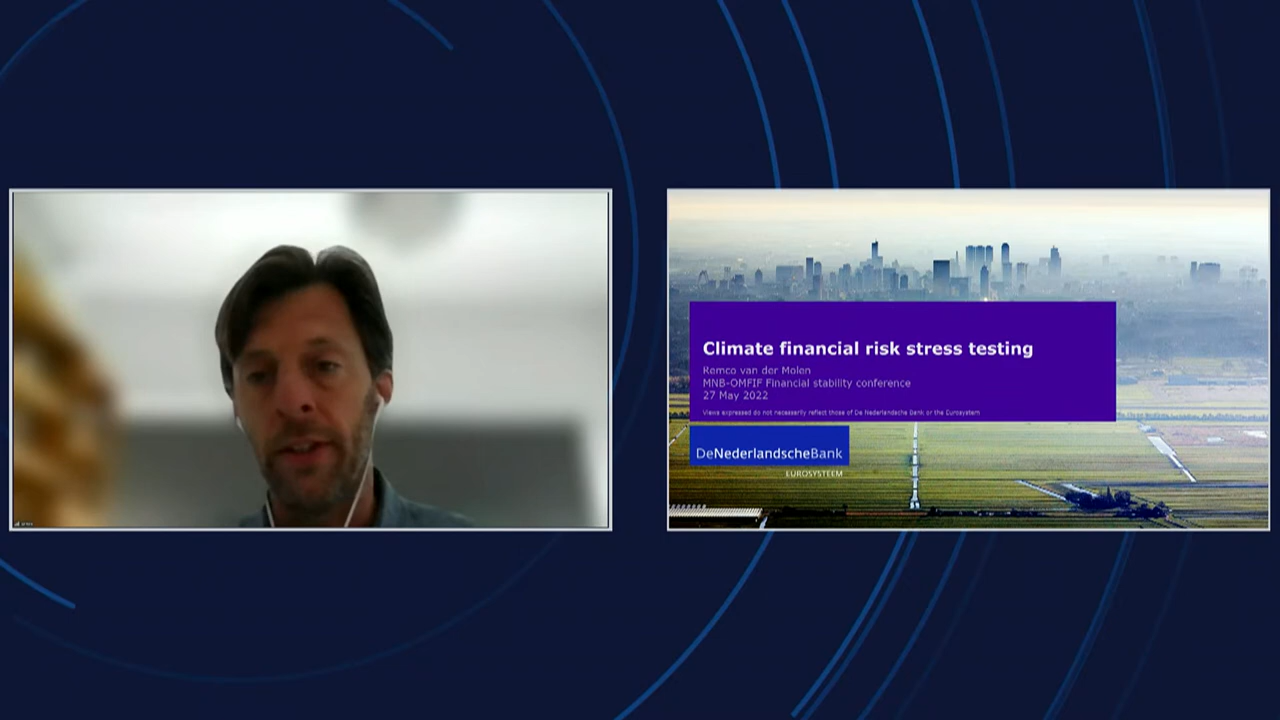 Climate financial risk stress testing
Remco van der Molen
MNB-OMFIF Financial stability conference
27 May 2022
Views expressed do not necessarily reflect those of De Nederlandsche Bank or the Eurosystem
DeNederlandscheBank
EUROSYSTEEM